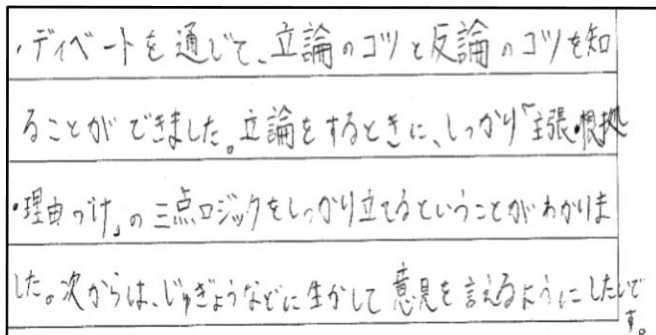 ・ディベートを通じて、立論のコツと反論のコツを知
ることができました。立論をするときに、しっかり「主張・根拠
・理由づけ」の三点ロジックをしっかり立てるということがわかりま
した。次からは、じゅぎょうなどに生かして意見を言えるようにしたいで
す。